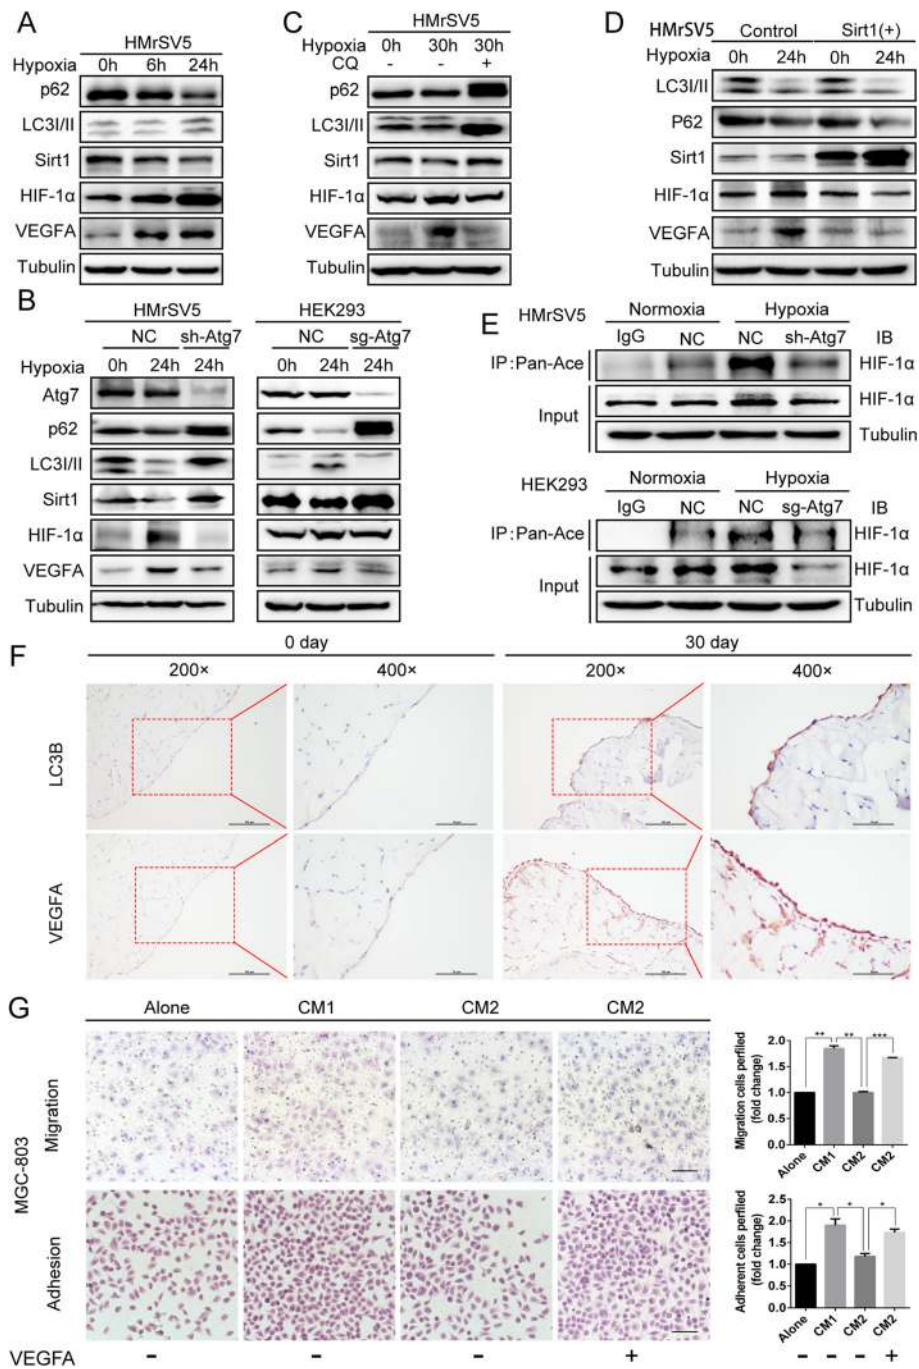 A
HMrSV5
Hypoxia 0h 6h 24h
p62
LC3I/II
Sirt1
HIF-1α
VEGFA
Tubulin
C
HMrSV5
Hypoxia 0h 30h 30h
CQ - - +
p62
LC3I/II
Sirt1
HIF-1α
VEGFA
Tubulin
D
HMrSV5 Control Sirt1(+)
Hypoxia 0h 24h 0h 24h
LC3I/II
P62
Sirt1
HIF-1α
VEGFA
Tubulin
B
HMrSV5 HEK293
NC sh-Atg7 NC sg-Atg7
Hypoxia 0h 24h 24h 0h 24h 24h
Atg7
p62
LC3I/II
Sirt1
HIF-1α
VEGFA
Tubulin
E
HMrSV5 Normoxia Hypoxia
IgG NC NC sh-Atg7 IB
IP:Pan-Ace HIF-1α
Input HIF-1α
Tubulin
HEK293 Normoxia Hypoxia
IgG NC NC sg-Atg7 IB
IP:Pan-Ace HIF-1α
Input HIF-1α
Tubulin
F
0 day 30 day
200× 400× 200× 400×
LC3B
VEGFA
G
Alone CM1 CM2 CM2
MGC-803
Migration
Adhesion
VEGFA - - - +
Migration cells perfiled
(fold change)
2.0
1.5
1.0
0.5
0.0
** ** ***
Alone CM1 CM2 CM2
Adherent cells perfiled
(fold change)
2.0
1.5
1.0
0.5
0.0
* * *
Alone CM1 CM2 CM2
- - - +